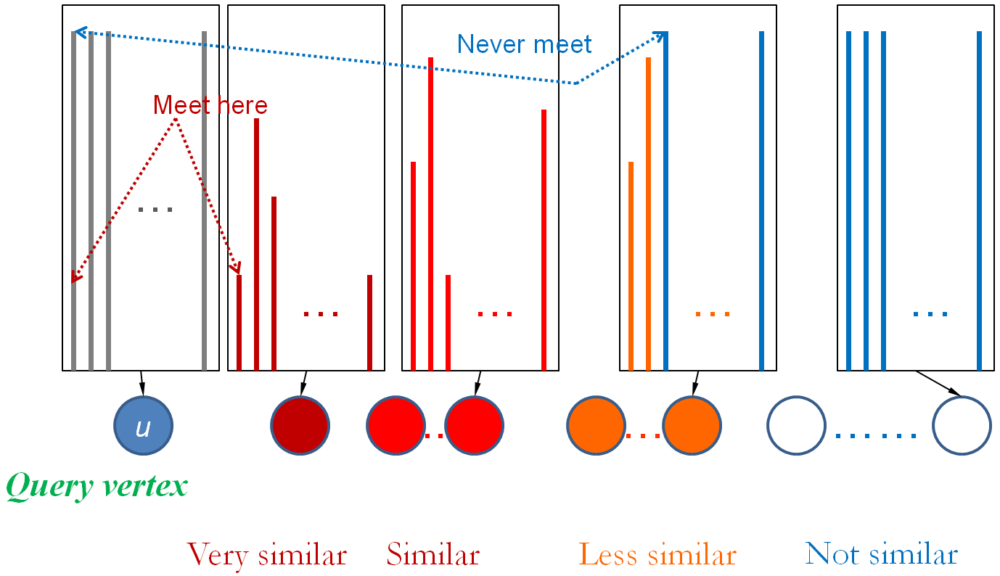 Never meet
Meet here
u
Query vertex
Very similar
Similar
Less similar
Not similar